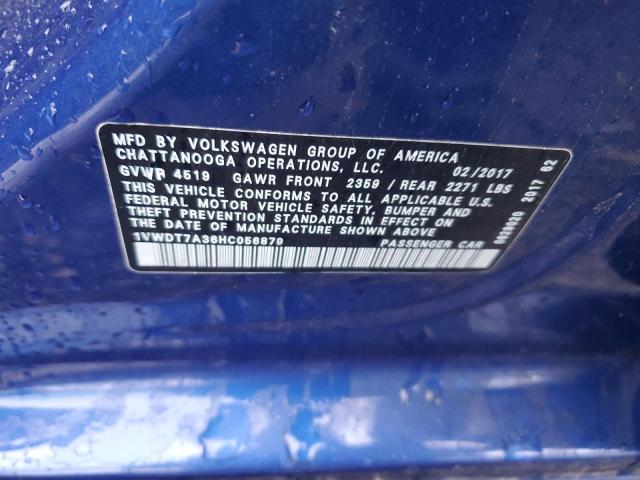 MFD BY VOLKSWAGEN GROUP OF AMERICA
CHATTANOOGA OPERATIONS, LLC. 02/2017
GVWR 4519 GAWR FRONT 2359 / REAR 2271 LBS
THIS VEHICLE CONFORMS TO ALL APPLICABLE U.S.
FEDERAL MOTOR VEHICLE SAFETY, BUMPER AND
THEFT PREVENTION STANDARDS IN EFFECT ON
THE DATE OF MANUFACTURE SHOWN ABOVE
1VWDT7A36HC056879 PASSENGER CAR
2017 02